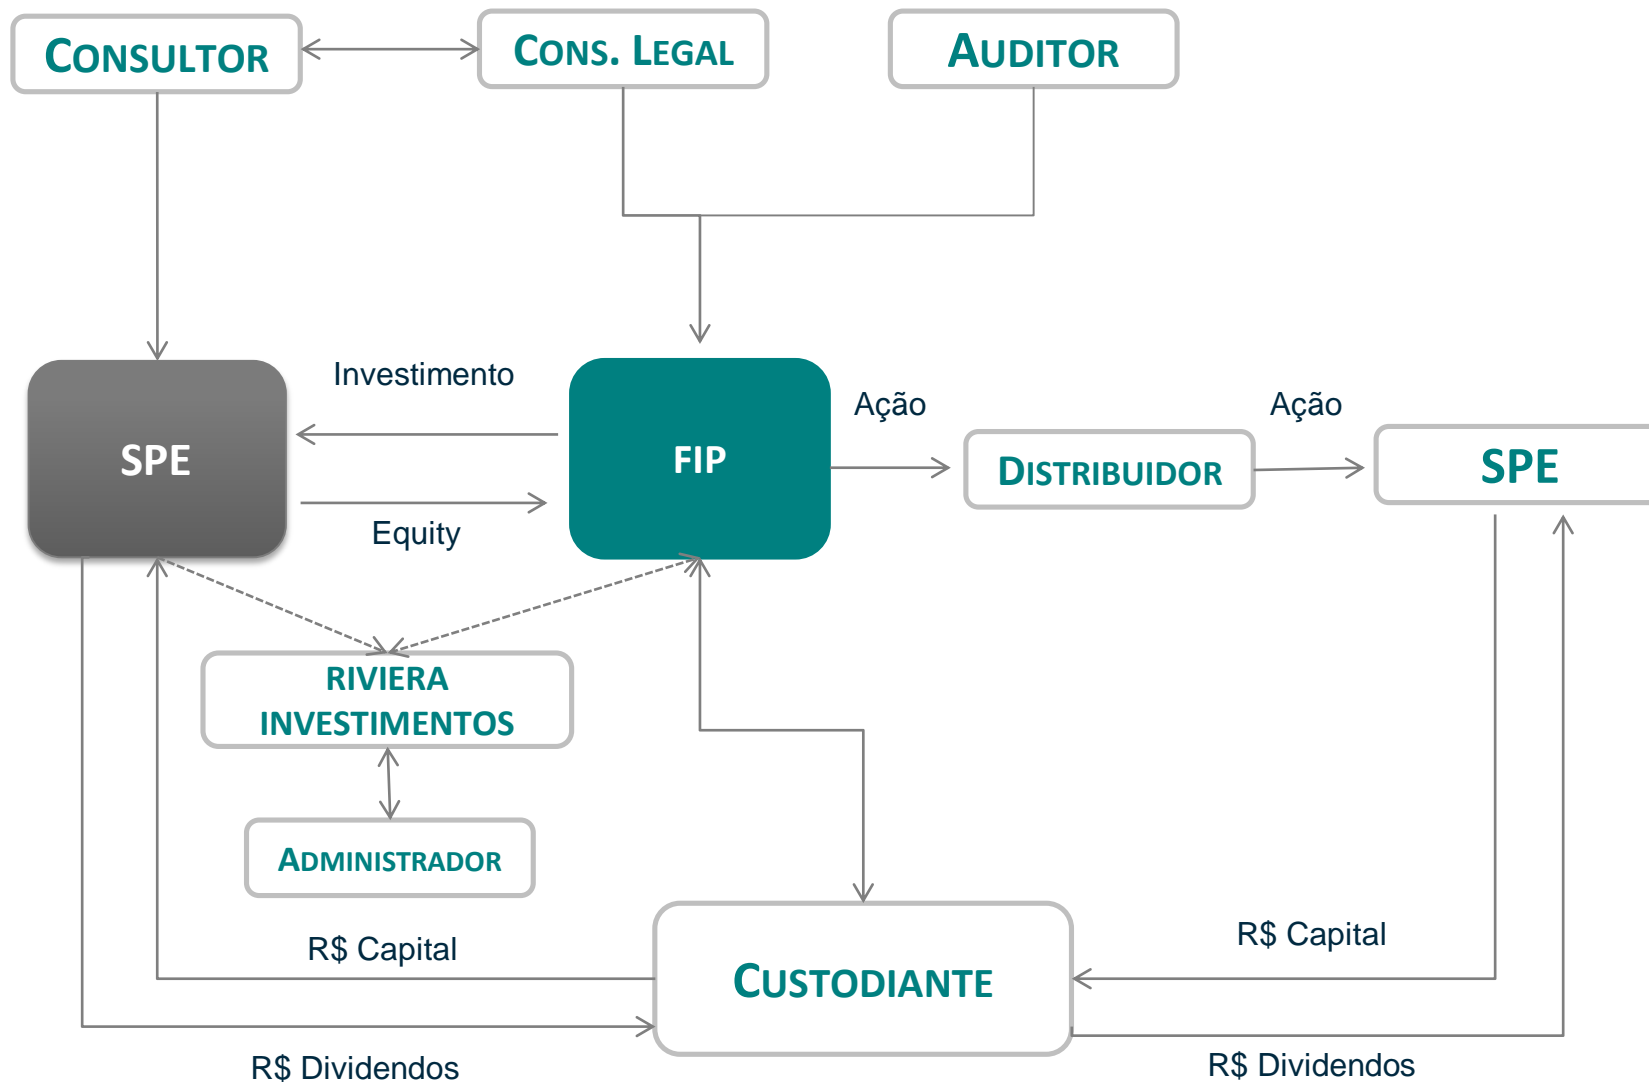 CONSULTOR
CONS. LEGAL
AUDITOR
Investimento
Ação
Ação
SPE
FIP
DISTRIBUIDOR
SPE
Equity
RIVIERA
INVESTIMENTOS
ADMINISTRADOR
R$ Capital
R$ Capital
CUSTODIANTE
R$ Dividendos
R$ Dividendos